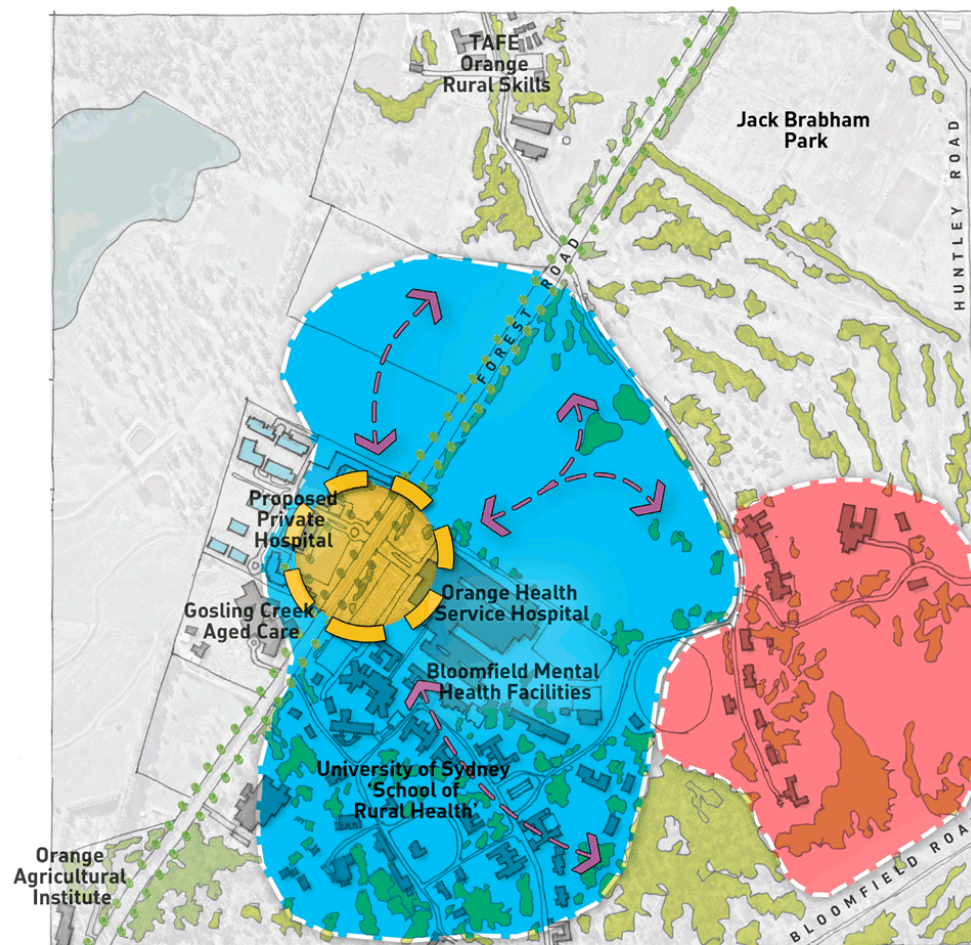 TAFE
Orange
Rural Skills
Jack Brabham
Park
HUNTLEY ROAD
FOREST ROAD
Proposed
Private
Hospital
Gosling Creek
Aged Care
Orange Health
Service Hospital
Bloomfield Mental
Health Facilities
University of Sydney
'School of
Rural Health'
Orange
Agricultural
Institute
BLOOMFIELD ROAD